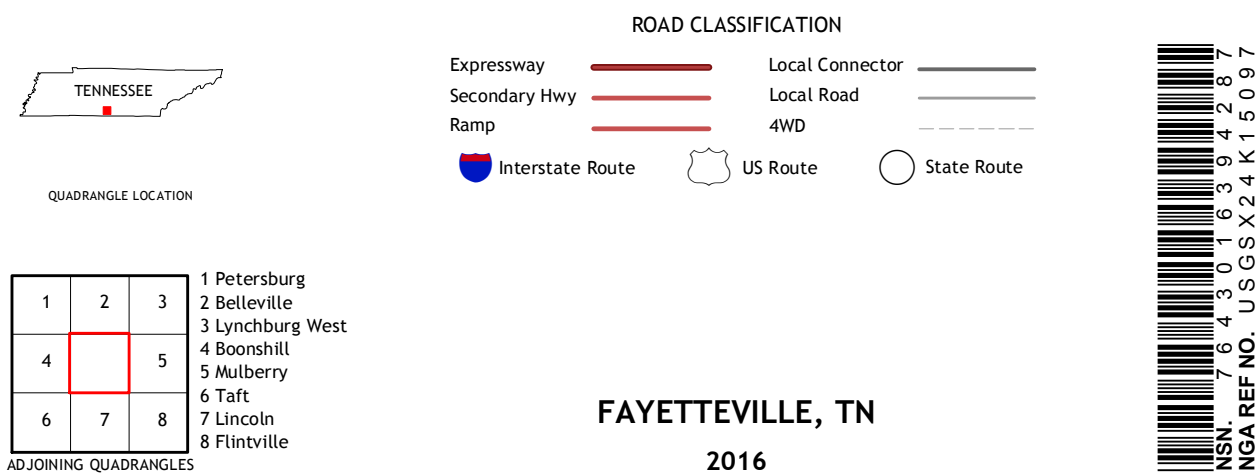 ROAD CLASSIFICATION
Expressway
Local Connector
Secondary Hwy
Local Road
Ramp
4WD
Interstate Route
US Route
State Route
TENNESSEE
QUADRANGLE LOCATION
1 2 3
4 5
6 7 8
1 Petersburg
2 Belleville
3 Lynchburg West
4 Boonshill
5 Mulberry
6 Taft
7 Lincoln
8 Flintville
ADJOINING QUADRANGLES
FAYETTEVILLE, TN
2016
NSN. 7643016394287
NGA REF NO. USGSX24K15097